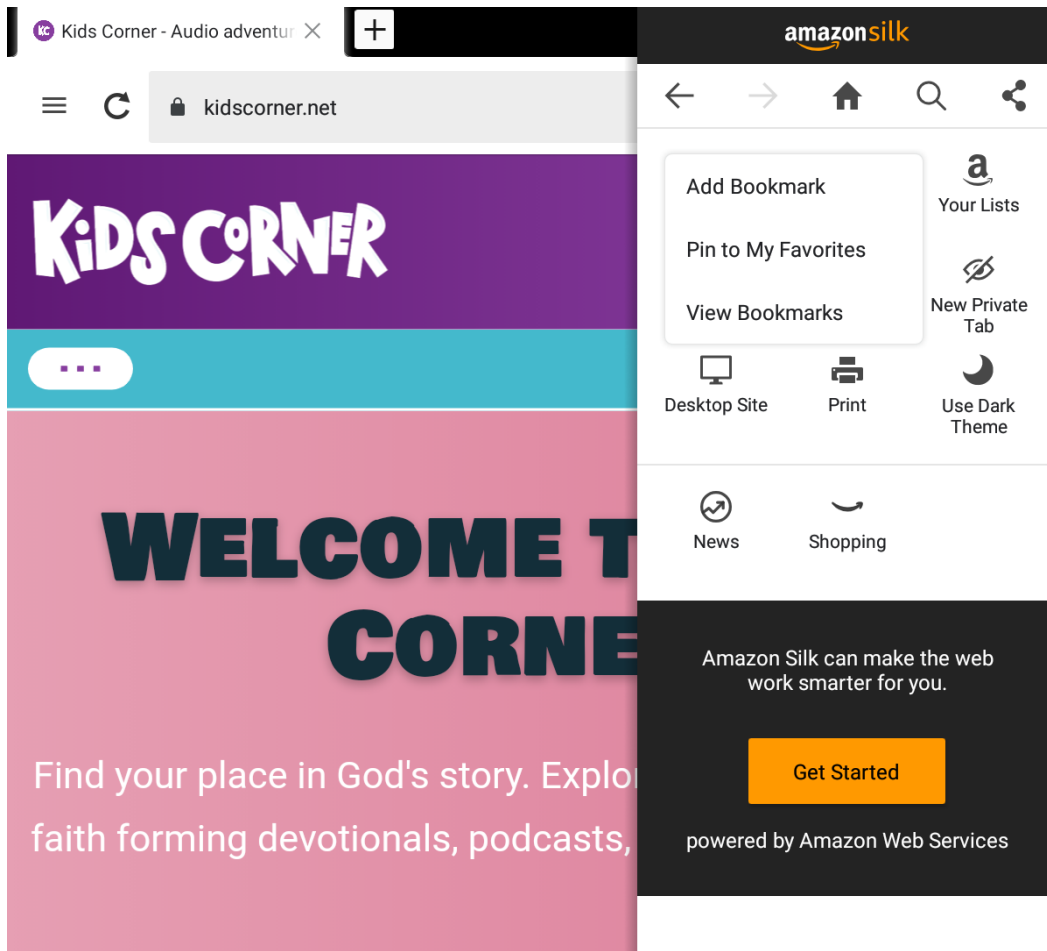 Kids Corner - Audio adventur
amazonsilk
kidscorner.net
KiDS CORNER
Add Bookmark
Pin to My Favorites
View Bookmarks
a
Your Lists
New Private
Tab
Desktop Site
Print
Use Dark
Theme
News
Shopping
WELCOME T
CORNE
Find your place in God's story. Explor
faith forming devotionals, podcasts,
Amazon Silk can make the web
work smarter for you.
Get Started
powered by Amazon Web Services